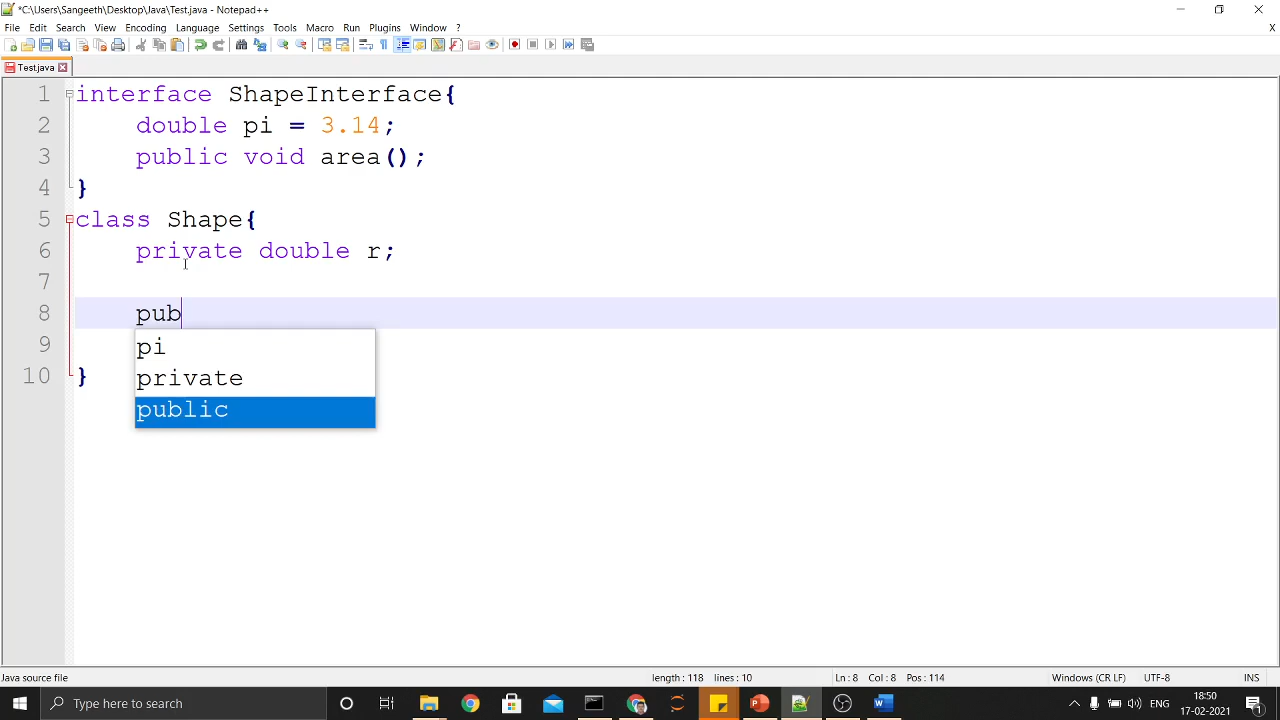 *C:\Users\Sangeeth\Desktop\Java\Test.java - Notepad++
File Edit Search View Encoding Language Settings Tools Macro Run Plugins Window ? X
Test.java
1 interface ShapeInterface{
2 double pi = 3.14;
3 public void area();
4 }
5 class Shape{
6 private double r;
7
8 pub
9 pi
private
10 }
public
Java source file length : 118 lines : 10 Ln : 8 Col : 8 Pos : 114 Windows (CR LF) UTF-8 INS
Type here to search ENG 18:50
17-02-2021 1